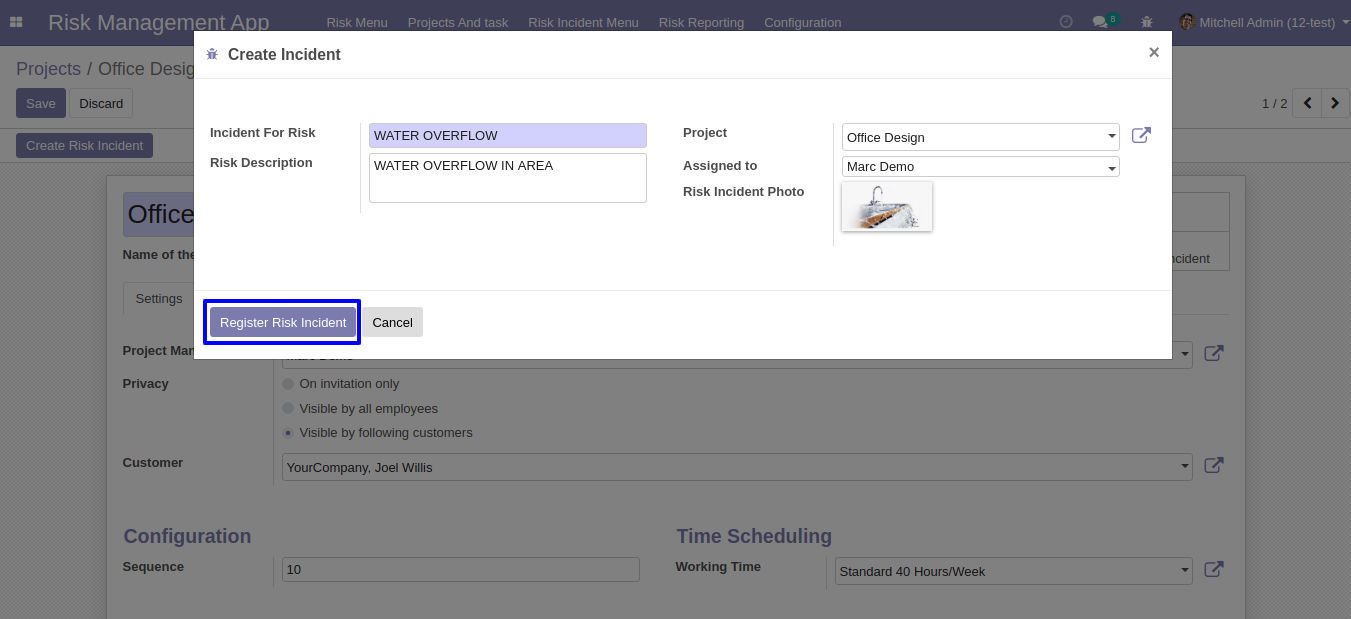 Risk Management App
Risk Menu Projects And task Risk Incident Menu Risk Reporting Configuration
8
Mitchell Admin (12-test)
Create Incident ×
Projects / Office Desig
Save Discard
1 / 2
Create Risk Incident
Incident For Risk WATER OVERFLOW
Risk Description WATER OVERFLOW IN AREA
Project Office Design
Assigned to Marc Demo
Risk Incident Photo
Office
Name of the
ncident
Settings
Register Risk Incident Cancel
Project Man Marc Demo
Privacy On invitation only
Visible by all employees
Visible by following customers
Customer YourCompany, Joel Willis
Configuration
Sequence 10
Time Scheduling
Working Time Standard 40 Hours/Week